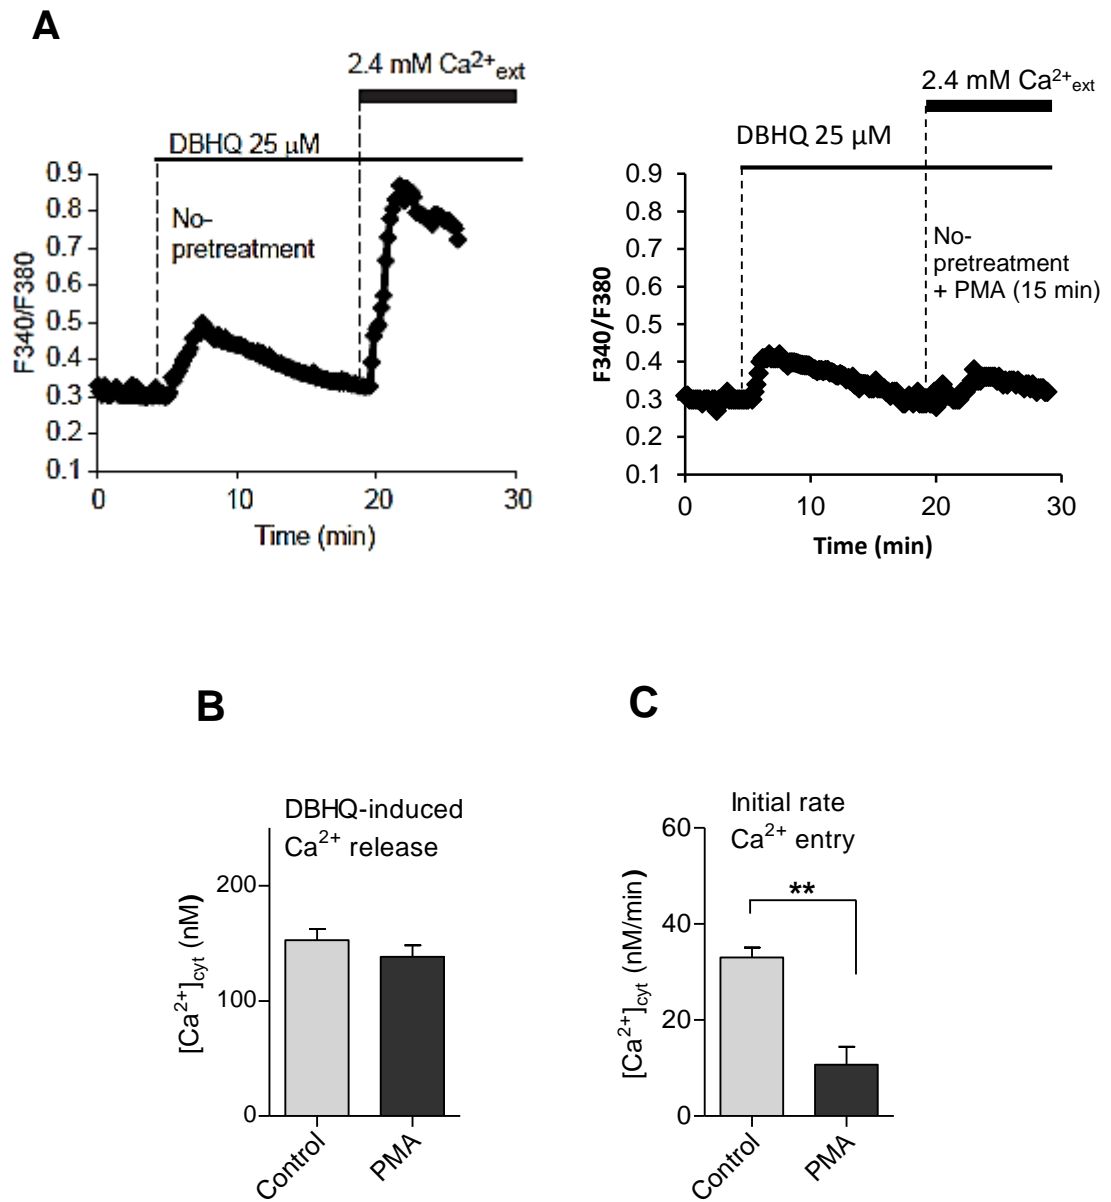 A
2.4 mM Ca²⁺ext
DBHQ 25 µM
No-
pretreatment
F340/F380
0.9
0.8
0.7
0.6
0.5
0.4
0.3
0.2
0.1
0
10
20
30
Time (min)
2.4 mM Ca²⁺ext
DBHQ 25 µM
No-
pretreatment
+ PMA (15 min)
F340/F380
0.9
0.8
0.7
0.6
0.5
0.4
0.3
0.2
0.1
0
10
20
30
Time (min)
B
DBHQ-induced
Ca²⁺ release
[Ca²⁺]cyt (nM)
200
100
0
Control
PMA
C
Initial rate
Ca²⁺ entry
[Ca²⁺]cyt (nM/min)
60
40
20
0
**
Control
PMA